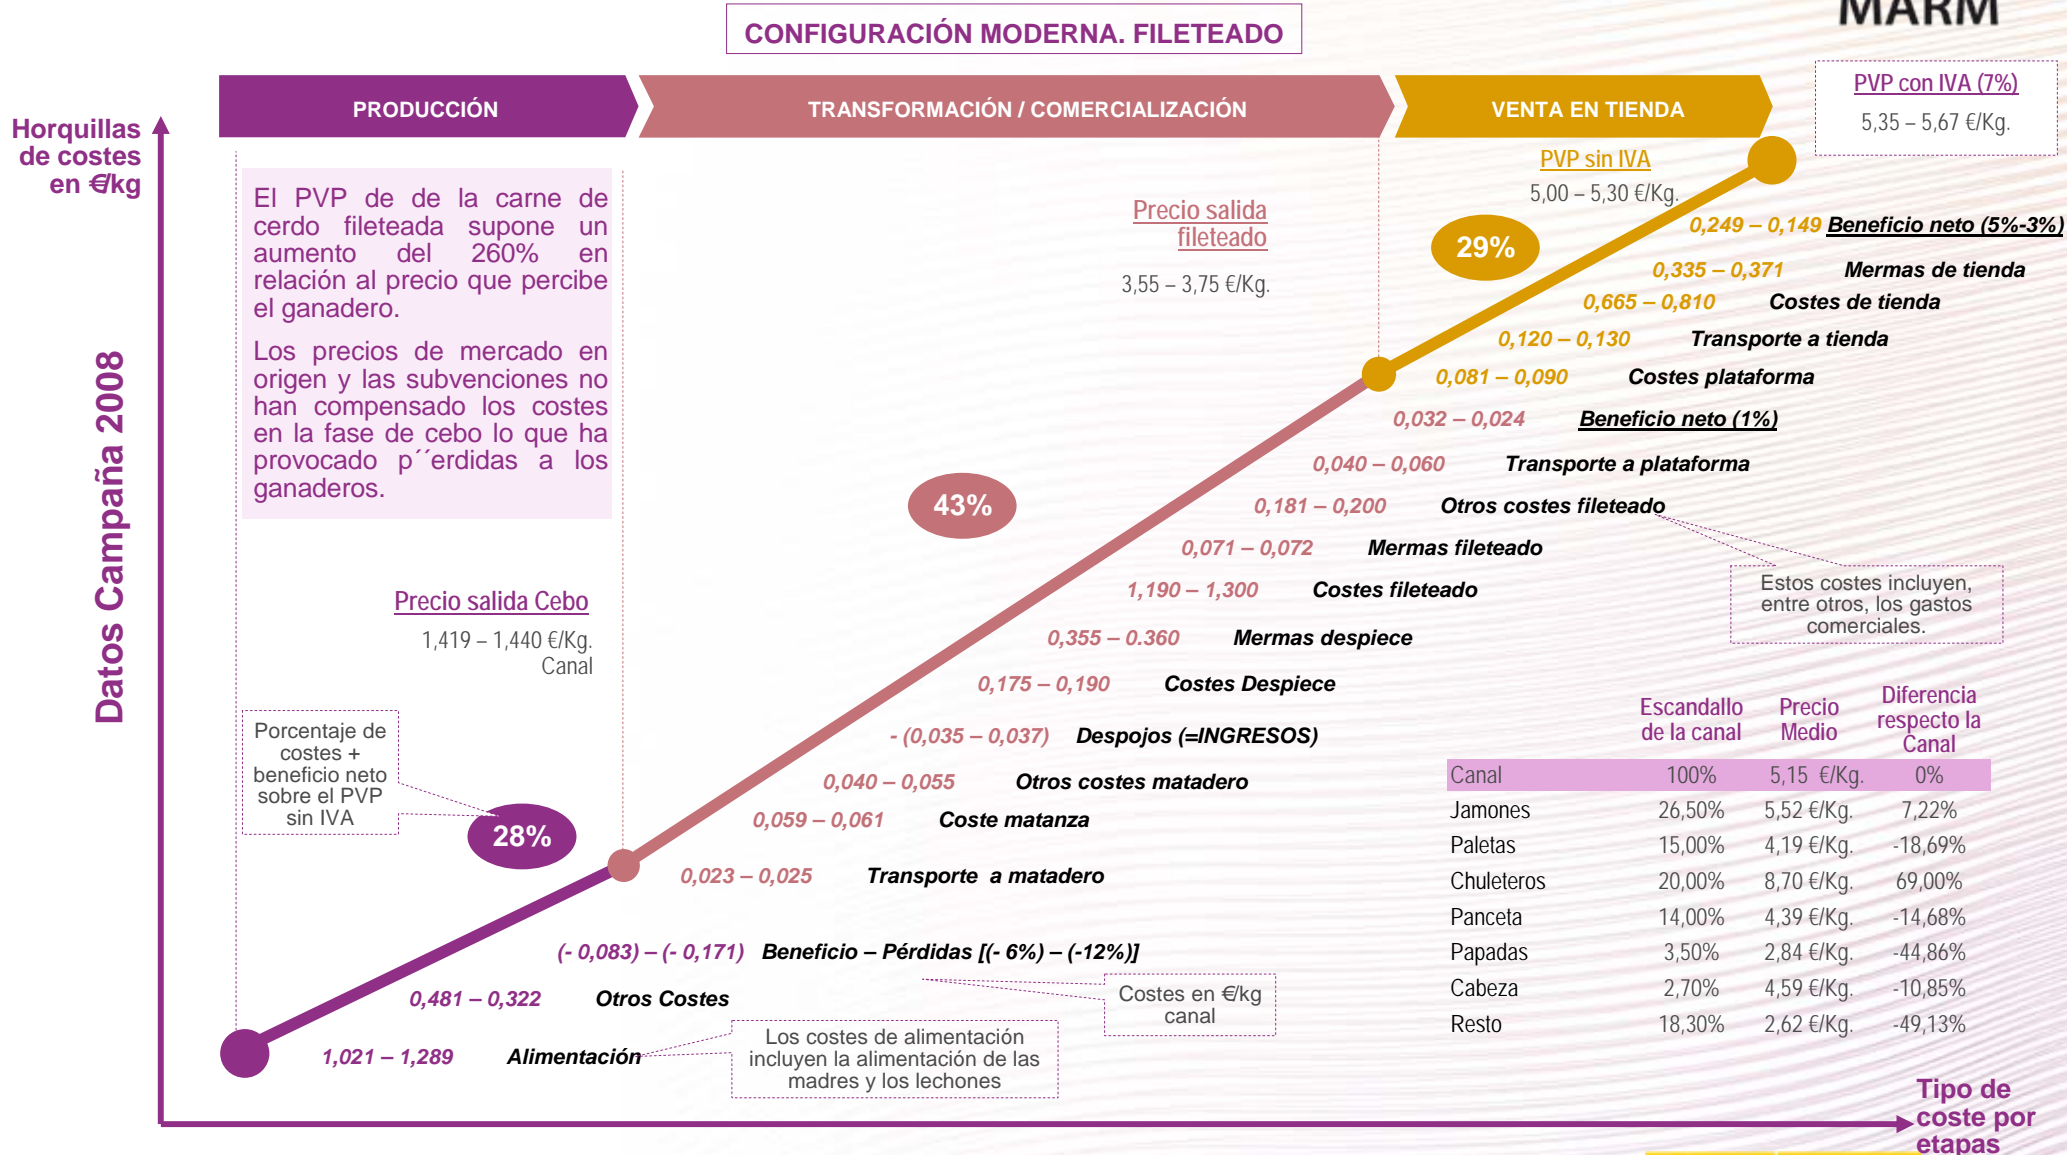 MARM
CONFIGURACIÓN MODERNA. FILETEADO
PRODUCCIÓN
TRANSFORMACIÓN / COMERCIALIZACIÓN
VENTA EN TIENDA
PVP con IVA (7%)
5,35 – 5,67 €/Kg.
Horquillas
de costes
en €/kg
Datos Campaña 2008
El PVP de de la carne de
cerdo fileteada supone un
aumento del 260% en
relación al precio que percibe
el ganadero.
Los precios de mercado en
origen y las subvenciones no
han compensado los costes
en la fase de cebo lo que ha
provocado p´´erdidas a los
ganaderos.
Precio salida Cebo
1,419 – 1,440 €/Kg.
Canal
Porcentaje de
costes +
beneficio neto
sobre el PVP
sin IVA
28%
43%
29%
Precio salida
fileteado
3,55 – 3,75 €/Kg.
PVP sin IVA
5,00 – 5,30 €/Kg.
0,249 – 0,149 Beneficio neto (5%-3%)
0,335 – 0,371 Mermas de tienda
0,665 – 0,810 Costes de tienda
0,120 – 0,130 Transporte a tienda
0,081 – 0,090 Costes plataforma
0,032 – 0,024 Beneficio neto (1%)
0,040 – 0,060 Transporte a plataforma
0,181 – 0,200 Otros costes fileteado
0,071 – 0,072 Mermas fileteado
1,190 – 1,300 Costes fileteado
0,355 – 0.360 Mermas despiece
0,175 – 0,190 Costes Despiece
- (0,035 – 0,037) Despojos (=INGRESOS)
0,040 – 0,055 Otros costes matadero
0,059 – 0,061 Coste matanza
0,023 – 0,025 Transporte a matadero
(- 0,083) – (- 0,171) Beneficio – Pérdidas [(- 6%) – (-12%)]
0,481 – 0,322 Otros Costes
1,021 – 1,289 Alimentación
Estos costes incluyen,
entre otros, los gastos
comerciales.
Costes en €/kg
canal
Los costes de alimentación
incluyen la alimentación de las
madres y los lechones
Escandallo
de la canal
Precio
Medio
Diferencia
respecto la
Canal
Canal 100% 5,15 €/Kg. 0%
Jamones 26,50% 5,52 €/Kg. 7,22%
Paletas 15,00% 4,19 €/Kg. -18,69%
Chuleteros 20,00% 8,70 €/Kg. 69,00%
Panceta 14,00% 4,39 €/Kg. -14,68%
Papadas 3,50% 2,84 €/Kg. -44,86%
Cabeza 2,70% 4,59 €/Kg. -10,85%
Resto 18,30% 2,62 €/Kg. -49,13%
Tipo de
coste por
etapas